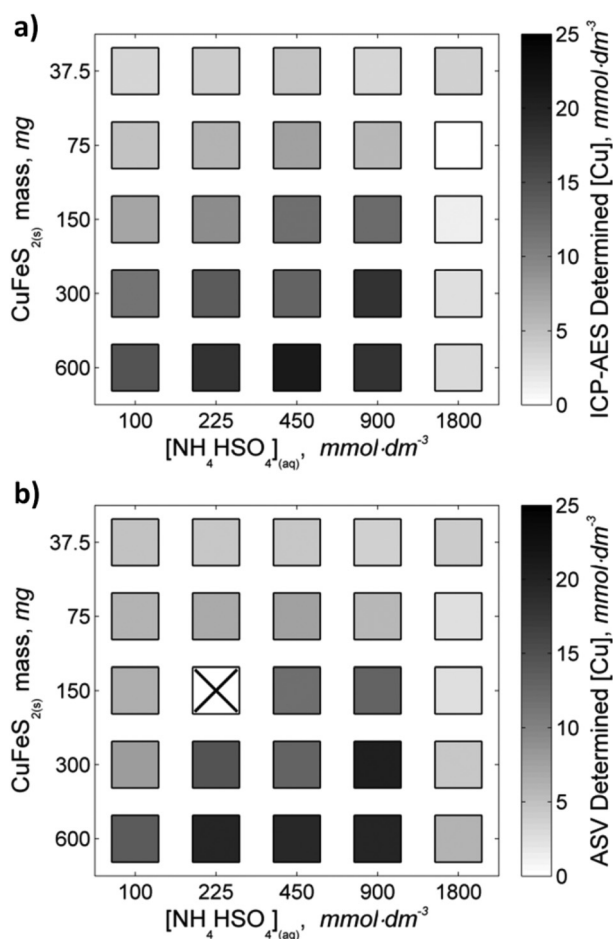 a)
37.5
75
150
300
600
CuFeS2(s) mass, mg
100 225 450 900 1800
[NH4HSO4](aq), mmol·dm-3
25
20
15
10
5
0
ICP-AES Determined [Cu], mmol·dm-3
b)
37.5
75
150
300
600
CuFeS2(s) mass, mg
100 225 450 900 1800
[NH4HSO4](aq), mmol·dm-3
25
20
15
10
5
0
ASV Determined [Cu], mmol·dm-3